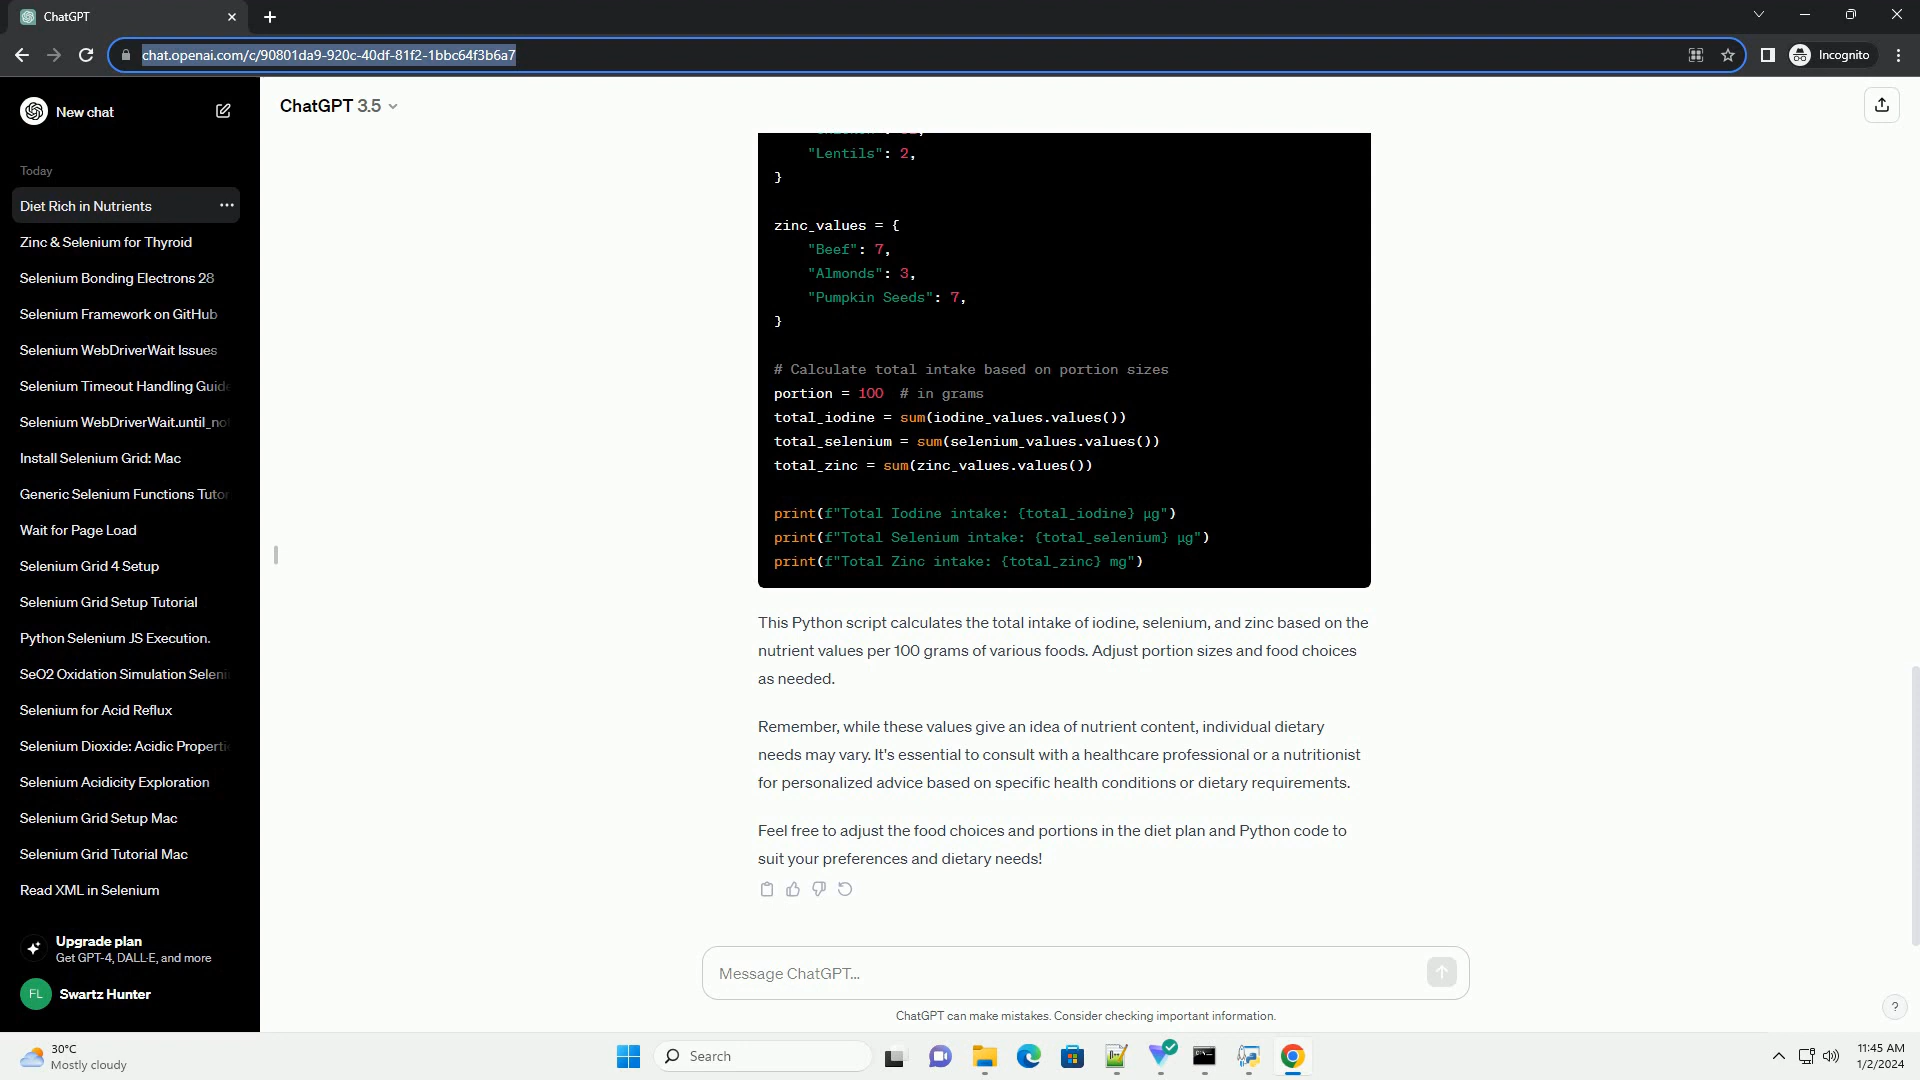 ChatGPT
chat.openai.com/c/90801da9-920c-40df-81f2-1bbc64f3b6a7
Incognito
New chat
ChatGPT 3.5
Today
Diet Rich in Nutrients
Zinc & Selenium for Thyroid
Selenium Bonding Electrons 28
Selenium Framework on GitHub
Selenium WebDriverWait Issues
Selenium Timeout Handling Guide
Selenium WebDriverWait.until_no
Install Selenium Grid: Mac
Generic Selenium Functions Tutor
Wait for Page Load
Selenium Grid 4 Setup
Selenium Grid Setup Tutorial
Python Selenium JS Execution.
SeO2 Oxidation Simulation Seleni
Selenium for Acid Reflux
Selenium Dioxide: Acidic Properti
Selenium Acidicity Exploration
Selenium Grid Setup Mac
Selenium Grid Tutorial Mac
Read XML in Selenium
Upgrade plan
Get GPT-4, DALL·E, and more
FL
Swartz Hunter
"Lentils": 2,
}
zinc_values = {
"Beef": 7,
"Almonds": 3,
"Pumpkin Seeds": 7,
}
# Calculate total intake based on portion sizes
portion = 100  # in grams
total_iodine = sum(iodine_values.values())
total_selenium = sum(selenium_values.values())
total_zinc = sum(zinc_values.values())
print(f"Total Iodine intake: {total_iodine} µg")
print(f"Total Selenium intake: {total_selenium} µg")
print(f"Total Zinc intake: {total_zinc} mg")
This Python script calculates the total intake of iodine, selenium, and zinc based on the
nutrient values per 100 grams of various foods. Adjust portion sizes and food choices
as needed.
Remember, while these values give an idea of nutrient content, individual dietary
needs may vary. It's essential to consult with a healthcare professional or a nutritionist
for personalized advice based on specific health conditions or dietary requirements.
Feel free to adjust the food choices and portions in the diet plan and Python code to
suit your preferences and dietary needs!
Message ChatGPT...
ChatGPT can make mistakes. Consider checking important information.
?
30°C
Mostly cloudy
Search
11:45 AM
1/2/2024